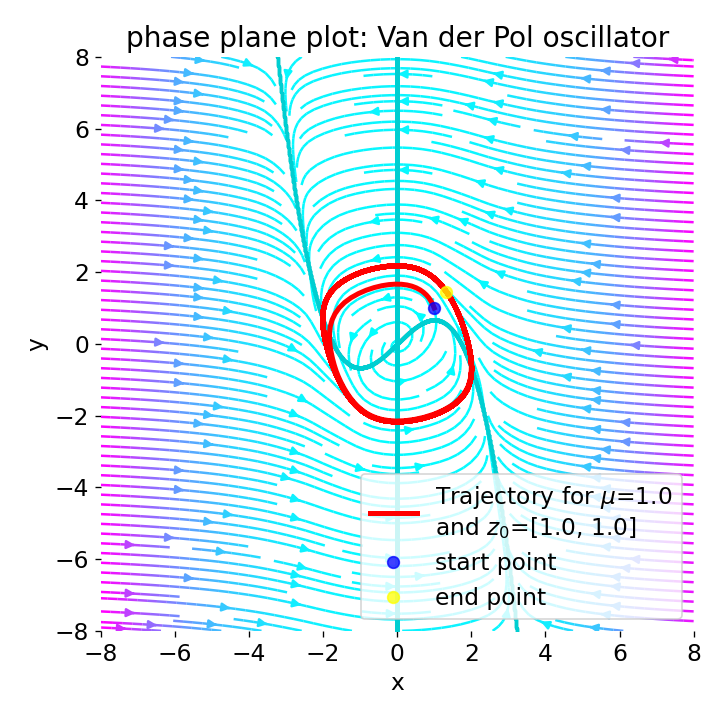 phase plane plot: Van der Pol oscillator
8
6
4
2
0
−2
−4
−6
−8
y
−8 −6 −4 −2 0 2 4 6 8
x
Trajectory for μ=1.0
and z₀=[1.0, 1.0]
start point
end point